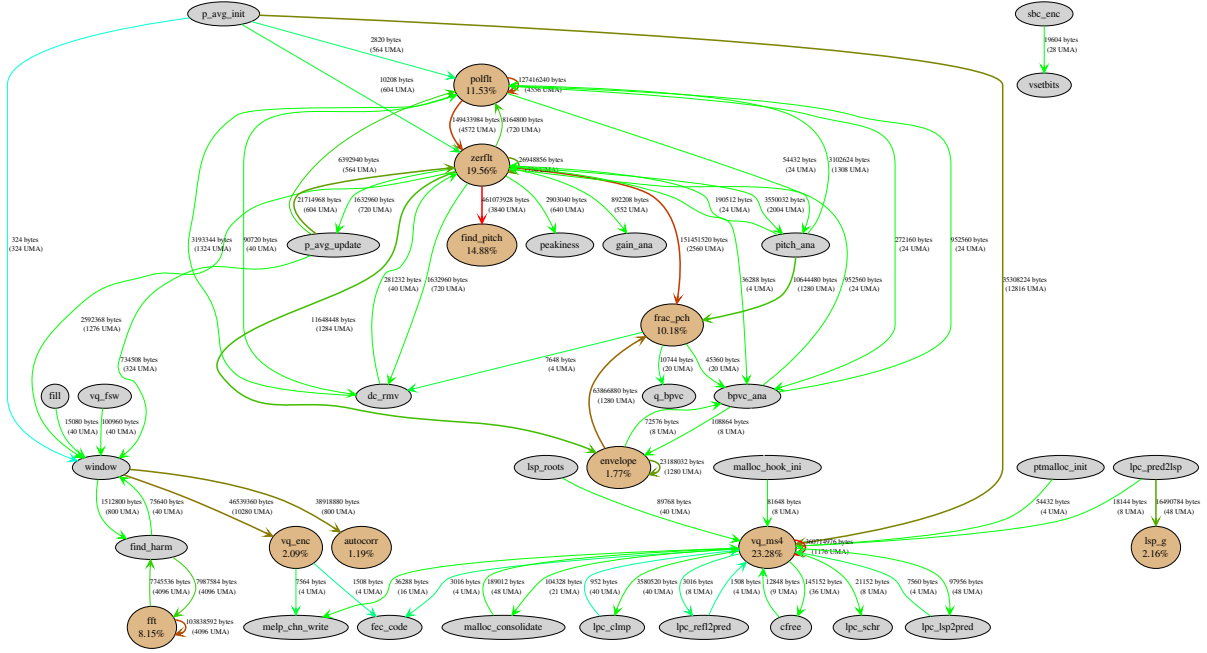 p_avg_init
sbc_enc
2820 bytes
(564 UMA)
19604 bytes
(28 UMA)
10208 bytes
(604 UMA)
polflt
11.53%
127416240 bytes
(4556 UMA)
vsetbits
149433984 bytes
(4572 UMA)
8164800 bytes
(720 UMA)
6392940 bytes
(564 UMA)
zerflt
19.56%
26948856 bytes
54432 bytes
(24 UMA)
3102624 bytes
(1308 UMA)
21714968 bytes
(604 UMA)
1632960 bytes
(720 UMA)
461073928 bytes
(3840 UMA)
2903040 bytes
(640 UMA)
892208 bytes
(552 UMA)
190512 bytes
(24 UMA)
3550032 bytes
(2004 UMA)
324 bytes
(324 UMA)
3193344 bytes
(1324 UMA)
90720 bytes
(40 UMA)
p_avg_update
find_pitch
14.88%
peakiness
gain_ana
pitch_ana
151451520 bytes
(2560 UMA)
272160 bytes
(24 UMA)
952560 bytes
(24 UMA)
35308224 bytes
(12816 UMA)
281232 bytes
(40 UMA)
1632960 bytes
(720 UMA)
36288 bytes
(4 UMA)
10644480 bytes
(1280 UMA)
952560 bytes
(24 UMA)
11648448 bytes
(1284 UMA)
2592368 bytes
(1276 UMA)
frac_pch
10.18%
734508 bytes
(324 UMA)
7648 bytes
(4 UMA)
10744 bytes
(20 UMA)
45360 bytes
(20 UMA)
fill
vq_fsw
dc_rmv
63866880 bytes
(1280 UMA)
q_bpvc
bpvc_ana
15080 bytes
(40 UMA)
100960 bytes
(40 UMA)
72576 bytes
(8 UMA)
108864 bytes
(8 UMA)
window
lsp_roots
envelope
1.77%
23188032 bytes
(1280 UMA)
malloc_hook_ini
ptmalloc_init
lpc_pred2lsp
1512800 bytes
(800 UMA)
75640 bytes
(40 UMA)
46539360 bytes
(10280 UMA)
38918880 bytes
(800 UMA)
89768 bytes
(40 UMA)
81648 bytes
(8 UMA)
54432 bytes
(4 UMA)
18144 bytes
(8 UMA)
16490784 bytes
(48 UMA)
find_harm
vq_enc
2.09%
autocorr
1.19%
vq_ms4
23.28%
360714976 bytes
(1176 UMA)
lsp_g
2.16%
7745536 bytes
(4096 UMA)
7987584 bytes
(4096 UMA)
7564 bytes
(4 UMA)
1508 bytes
(4 UMA)
36288 bytes
(16 UMA)
3016 bytes
(4 UMA)
189012 bytes
(48 UMA)
104328 bytes
(21 UMA)
952 bytes
(40 UMA)
3580520 bytes
(40 UMA)
3016 bytes
(8 UMA)
1508 bytes
(4 UMA)
12848 bytes
(9 UMA)
145152 bytes
(36 UMA)
21152 bytes
(8 UMA)
7560 bytes
(4 UMA)
97956 bytes
(48 UMA)
fft
8.15%
103838592 bytes
(4096 UMA)
melp_chn_write
fec_code
malloc_consolidate
lpc_clmp
lpc_refl2pred
cfree
lpc_schr
lpc_lsp2pred